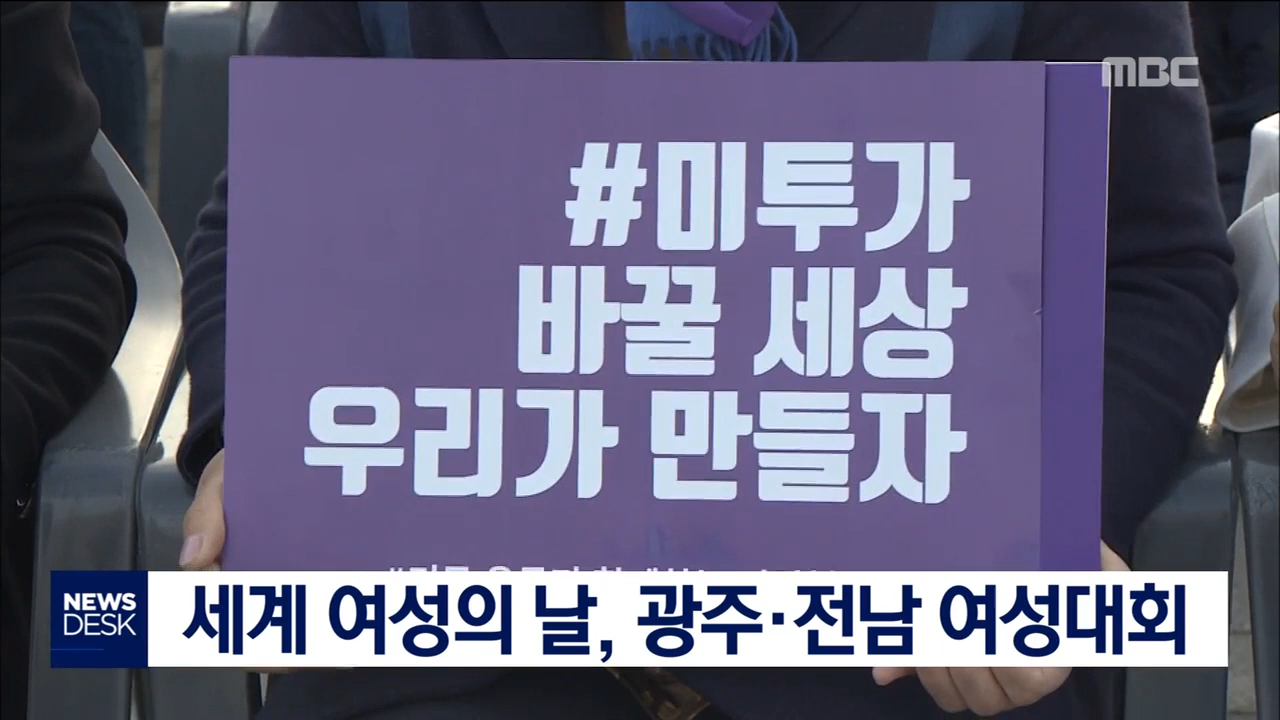 MBC
#미투가
바꿀 세상
우리가 만들자
NEWS
DESK
세계 여성의 날, 광주·전남 여성대회